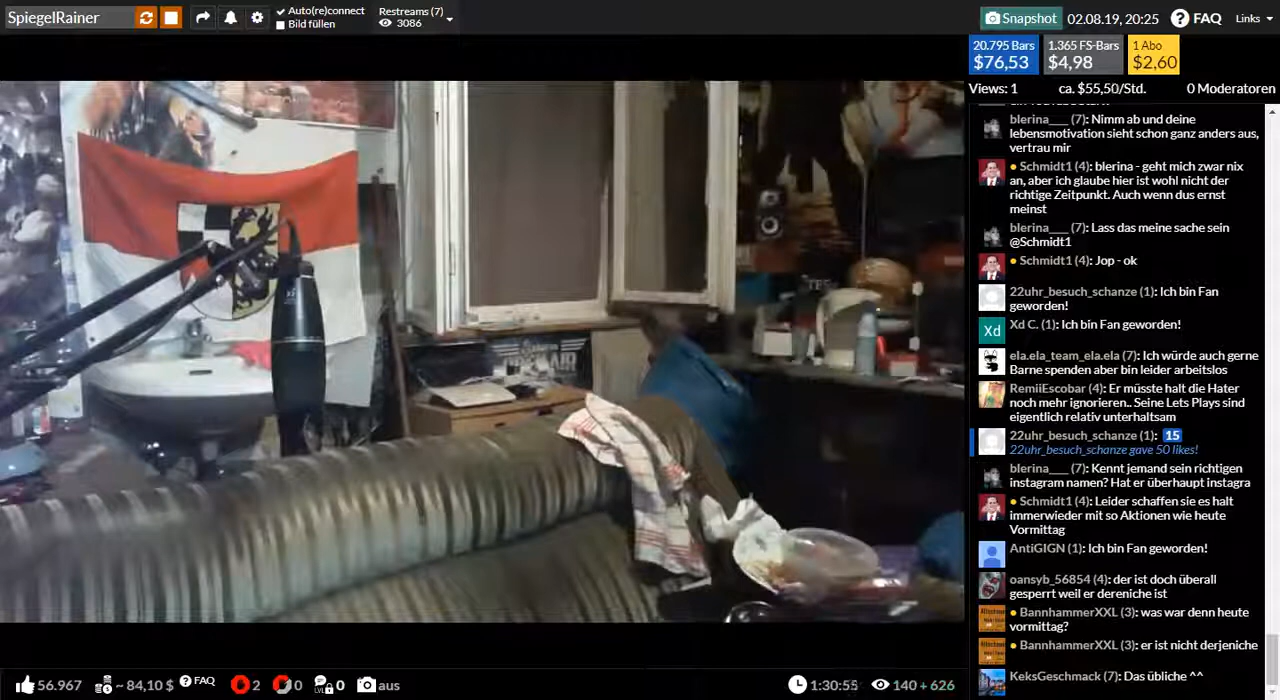 SpiegelRainer
Auto(re)connect
Bild füllen
Restreams (7)
3086
Snapshot
02.08.19, 20:25
FAQ
Links
20.795 Bars
$76,53
1.365 FS-Bars
$4,98
1 Abo
$2,60
Views: 1
ca. $55,50/Std.
0 Moderatoren
blerina___ (7): Nimm ab und deine
lebensmotivation sieht schon ganz anders aus,
vertrau mir
Schmidt1 (4): blerina - geht mich zwar nix
an, aber ich glaube hier ist wohl nicht der
richtige Zeitpunkt. Auch wenn dus ernst
meinst
blerina___ (7): Lass das meine sache sein
@Schmidt1
Schmidt1 (4): Jop - ok
22uhr_besuch_schanze (1): Ich bin Fan
geworden!
Xd
Xd C. (1): Ich bin Fan geworden!
ela.ela_team_ela.ela (7): Ich würde auch gerne
Barne spenden aber bin leider arbeitslos
RemiiEscobar (4): Er müsste halt die Hater
noch mehr ignorieren.. Seine Lets Plays sind
eigentlich relativ unterhaltsam
22uhr_besuch_schanze (1): 15
22uhr_besuch_schanze gave 50 likes!
blerina___ (7): Kennt jemand sein richtigen
instagram namen? Hat er überhaupt instagra
Schmidt1 (4): Leider schaffen sie es halt
immerwieder mit so Aktionen wie heute
Vormittag
AntiGIGN (1): Ich bin Fan geworden!
oansyb_56854 (4): der ist doch überall
gesperrt weil er dereniche ist
BannhammerXXL (3): was war denn heute
vormittag?
BannhammerXXL (3): er ist nicht derjeniche
KeksGeschmack (7): Das übliche ^^
56.967
~ 84,10 $
FAQ
2
LVL
0
aus
1:30:55
140 + 626